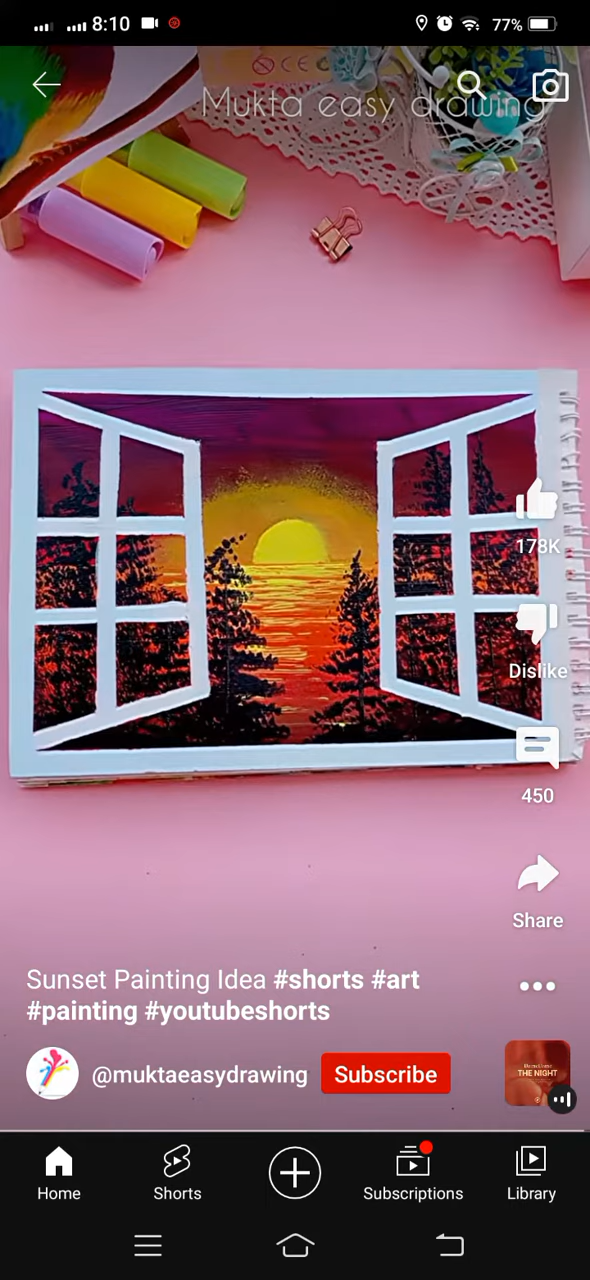 8:10
77%
CE
Mukta easy drawing
178K
Dislike
450
Share
Sunset Painting Idea #shorts #art
#painting #youtubeshorts
@muktaeasydrawing
Subscribe
THE NIGHT
Home
Shorts
Subscriptions
Library